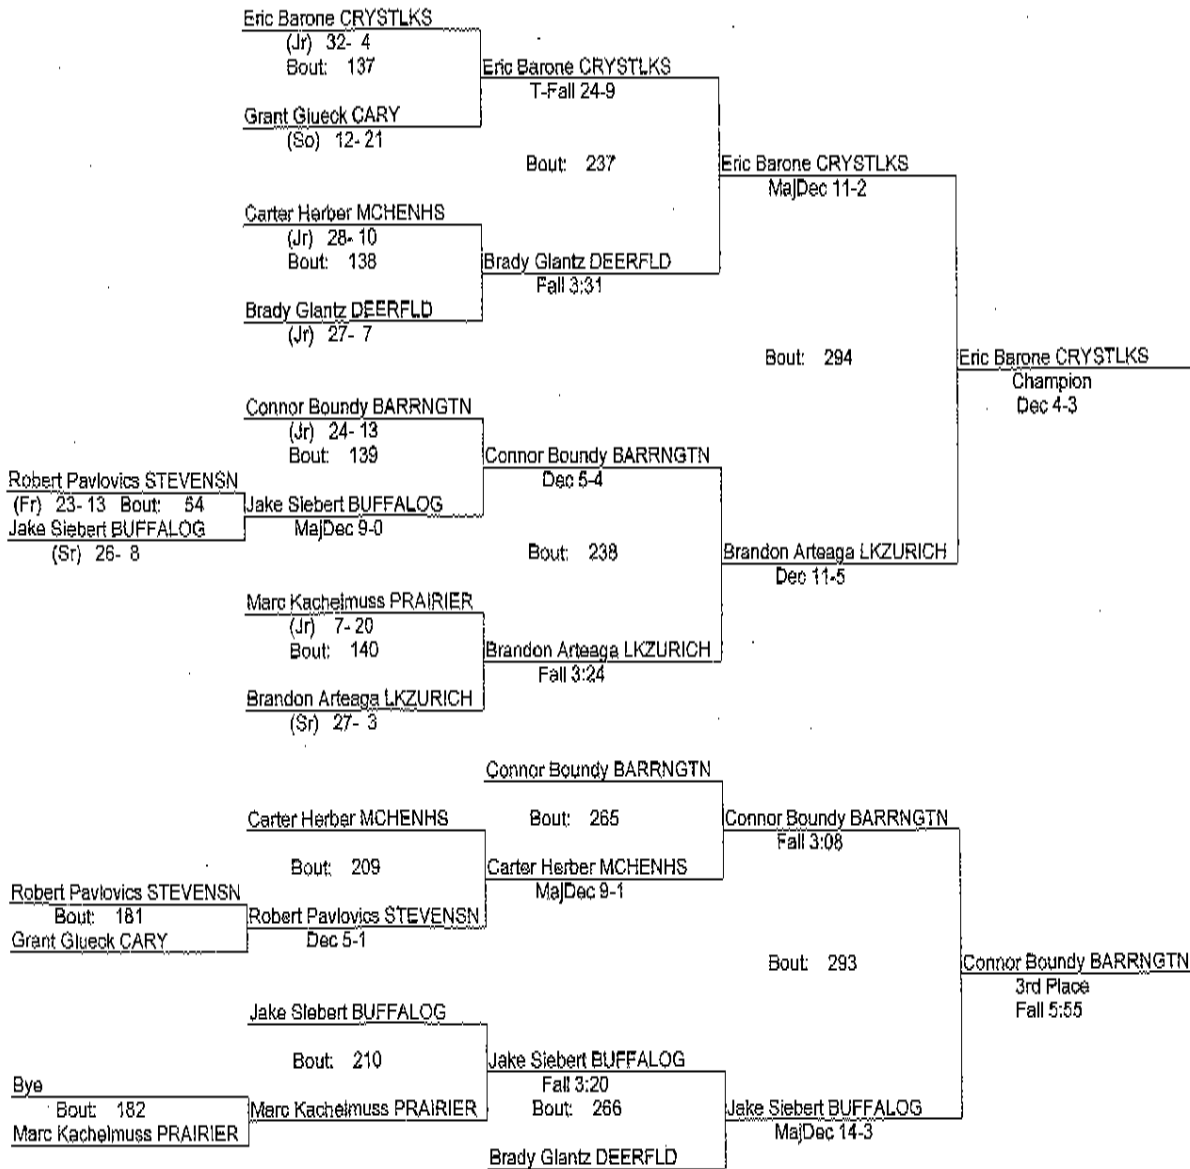 Eric Barone CRYSTLKS
(Jr) 32- 4
Bout: 137
Eric Barone CRYSTLKS
T-Fall 24-9
Grant Glueck CARY
(So) 12-21
Bout: 237
Eric Barone CRYSTLKS
MajDec 11-2
Carter Herber MCHENHS
(Jr) 28- 10
Bout: 138
Brady Glantz DEERFLD
Fall 3:31
Brady Glantz DEERFLD
(Jr) 27- 7
Bout: 294
Eric Barone CRYSTLKS
Champion
Dec 4-3
Connor Boundy BARRNGTN
(Jr) 24- 13
Bout: 139
Connor Boundy BARRNGTN
Dec 5-4
Robert Pavlovics STEVENSN
(Fr) 23- 13 Bout: 54
Jake Siebert BUFFALOG
(Sr) 26- 8
Jake Siebert BUFFALOG
MajDec 9-0
Bout: 238
Brandon Arteaga LKZURICH
Dec 11-5
Marc Kachelmuss PRAIRIER
(Jr) 7-20
Bout: 140
Brandon Arteaga LKZURICH
Fall 3:24
Brandon Arteaga LKZURICH
(Sr) 27- 3
Connor Boundy BARRNGTN
Carter Herber MCHENHS
Bout: 265
Connor Boundy BARRNGTN
Fall 3:08
Bout: 209
Carter Herber MCHENHS
MajDec 9-1
Robert Pavlovics STEVENSN
Bout: 181
Grant Glueck CARY
Robert Pavlovics STEVENSN
Dec 5-1
Bout: 293
Connor Boundy BARRNGTN
3rd Place
Fall 5:55
Jake Siebert BUFFALOG
Bout: 210
Jake Siebert BUFFALOG
Fall 3:20
Bye
Bout: 182
Marc Kachelmuss PRAIRIER
Marc Kachelmuss PRAIRIER
Bout: 266
Jake Siebert BUFFALOG
MajDec 14-3
Brady Glantz DEERFLD